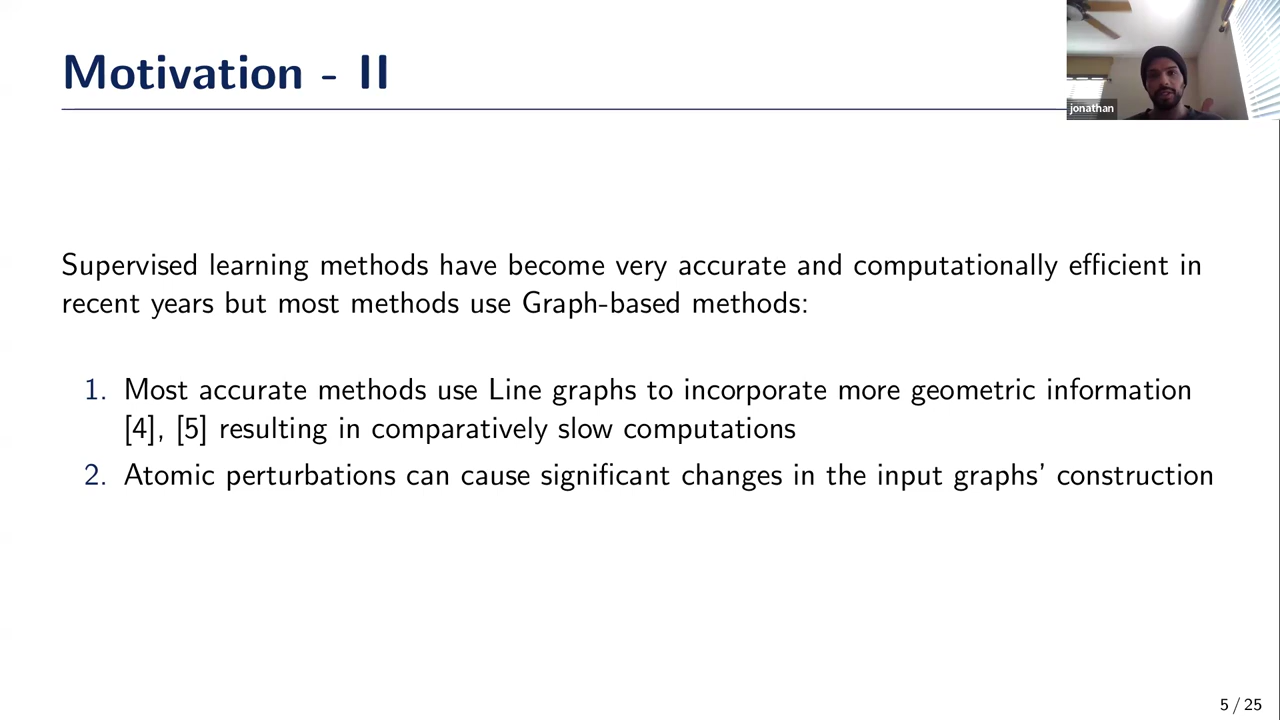 Motivation - II
jonathan
Supervised learning methods have become very accurate and computationally efficient in
recent years but most methods use Graph-based methods:
1. Most accurate methods use Line graphs to incorporate more geometric information
[4], [5] resulting in comparatively slow computations
2. Atomic perturbations can cause significant changes in the input graphs' construction
5 / 25